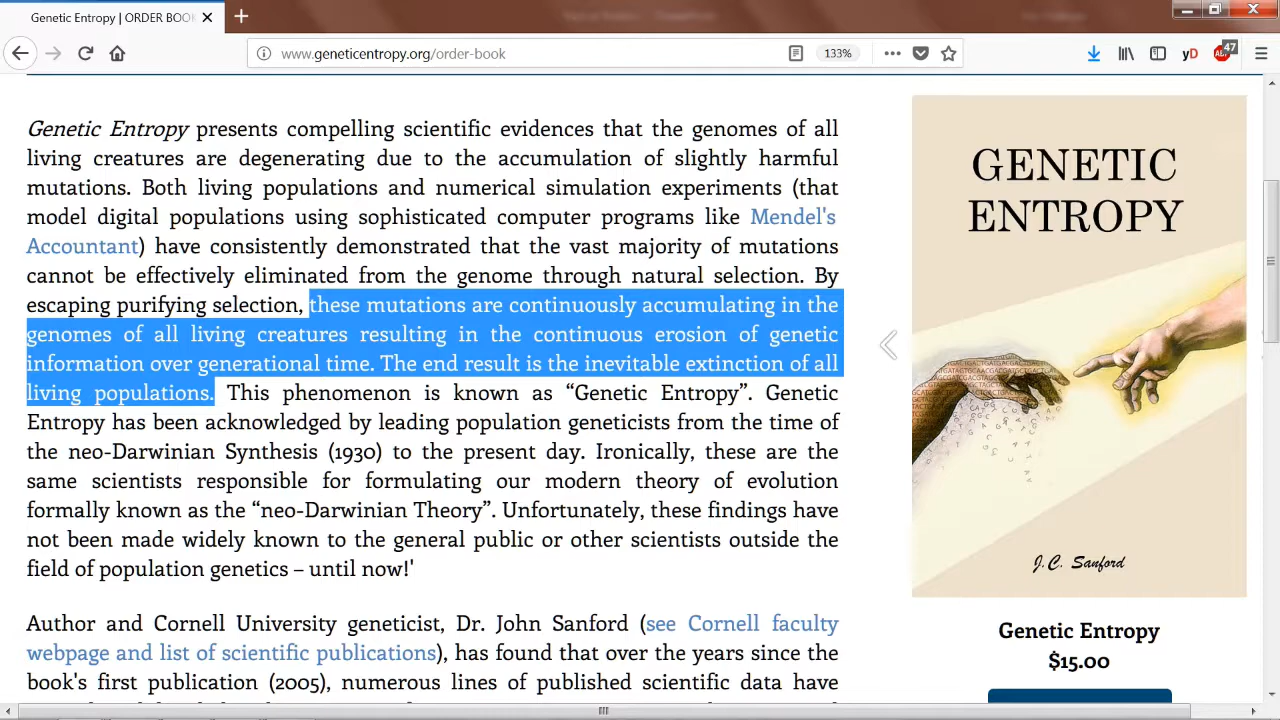 Genetic Entropy | ORDER BOO
www.geneticentropy.org/order-book
133%
yD
47
Genetic Entropy presents compelling scientific evidences that the genomes of all
living creatures are degenerating due to the accumulation of slightly harmful
mutations. Both living populations and numerical simulation experiments (that
model digital populations using sophisticated computer programs like Mendel's
Accountant) have consistently demonstrated that the vast majority of mutations
cannot be effectively eliminated from the genome through natural selection. By
escaping purifying selection, these mutations are continuously accumulating in the
genomes of all living creatures resulting in the continuous erosion of genetic
information over generational time. The end result is the inevitable extinction of all
living populations. This phenomenon is known as “Genetic Entropy”. Genetic
Entropy has been acknowledged by leading population geneticists from the time of
the neo-Darwinian Synthesis (1930) to the present day. Ironically, these are the
same scientists responsible for formulating our modern theory of evolution
formally known as the “neo-Darwinian Theory”. Unfortunately, these findings have
not been made widely known to the general public or other scientists outside the
field of population genetics – until now!'
Author and Cornell University geneticist, Dr. John Sanford (see Cornell faculty
webpage and list of scientific publications), has found that over the years since the
book's first publication (2005), numerous lines of published scientific data have
GENETIC
ENTROPY
J.C. Sanford
Genetic Entropy
$15.00